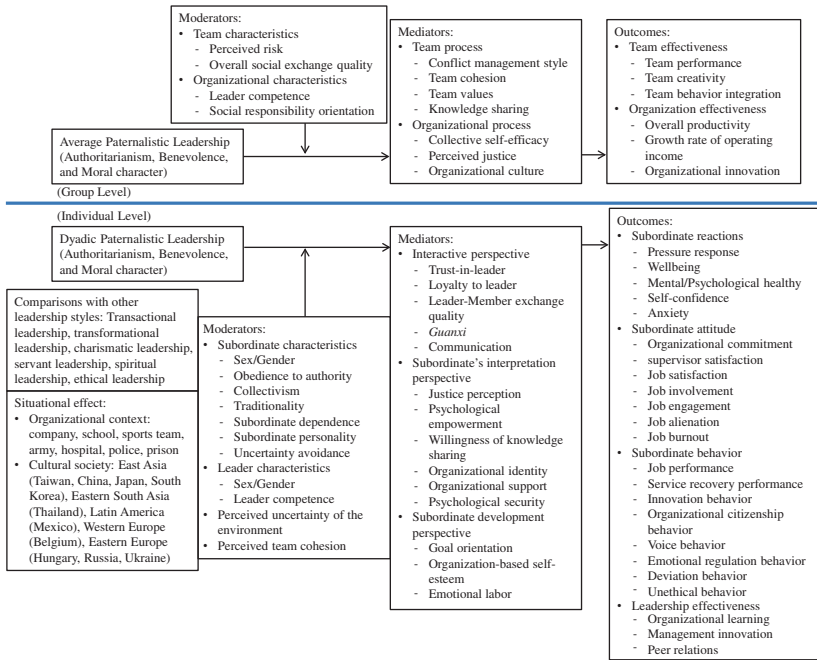 Moderators:
• Team characteristics
- Perceived risk
- Overall social exchange quality
• Organizational characteristics
- Leader competence
- Social responsibility orientation
Mediators:
• Team process
- Conflict management style
- Team cohesion
- Team values
- Knowledge sharing
• Organizational process
- Collective self-efficacy
- Perceived justice
- Organizational culture
Outcomes:
• Team effectiveness
- Team performance
- Team creativity
- Team behavior integration
• Organization effectiveness
- Overall productivity
- Growth rate of operating
income
- Organizational innovation
Average Paternalistic Leadership
(Authoritarianism, Benevolence,
and Moral character)
(Group Level)
(Individual Level)
Dyadic Paternalistic Leadership
(Authoritarianism, Benevolence,
and Moral character)
Comparisons with other
leadership styles: Transactional
leadership, transformational
leadership, charismatic leadership,
servant leadership, spiritual
leadership, ethical leadership
Situational effect:
• Organizational context:
company, school, sports team,
army, hospital, police, prison
• Cultural society: East Asia
(Taiwan, China, Japan, South
Korea), Eastern South Asia
(Thailand), Latin America
(Mexico), Western Europe
(Belgium), Eastern Europe
(Hungary, Russia, Ukraine)
Moderators:
• Subordinate characteristics
- Sex/Gender
- Obedience to authority
- Collectivism
- Traditionality
- Subordinate dependence
- Subordinate personality
- Uncertainty avoidance
• Leader characteristics
- Sex/Gender
- Leader competence
• Perceived uncertainty of the
environment
• Perceived team cohesion
Mediators:
• Interactive perspective
- Trust-in-leader
- Loyalty to leader
- Leader-Member exchange
quality
- Guanxi
- Communication
• Subordinate's interpretation
perspective
- Justice perception
- Psychological
empowerment
- Willingness of knowledge
sharing
- Organizational identity
- Organizational support
- Psychological security
• Subordinate development
perspective
- Goal orientation
- Organization-based self-
esteem
- Emotional labor
Outcomes:
• Subordinate reactions
- Pressure response
- Wellbeing
- Mental/Psychological healthy
- Self-confidence
- Anxiety
• Subordinate attitude
- Organizational commitment
- supervisor satisfaction
- Job satisfaction
- Job involvement
- Job engagement
- Job alienation
- Job burnout
• Subordinate behavior
- Job performance
- Service recovery performance
- Innovation behavior
- Organizational citizenship
behavior
- Voice behavior
- Emotional regulation behavior
- Deviation behavior
- Unethical behavior
• Leadership effectiveness
- Organizational learning
- Management innovation
- Peer relations